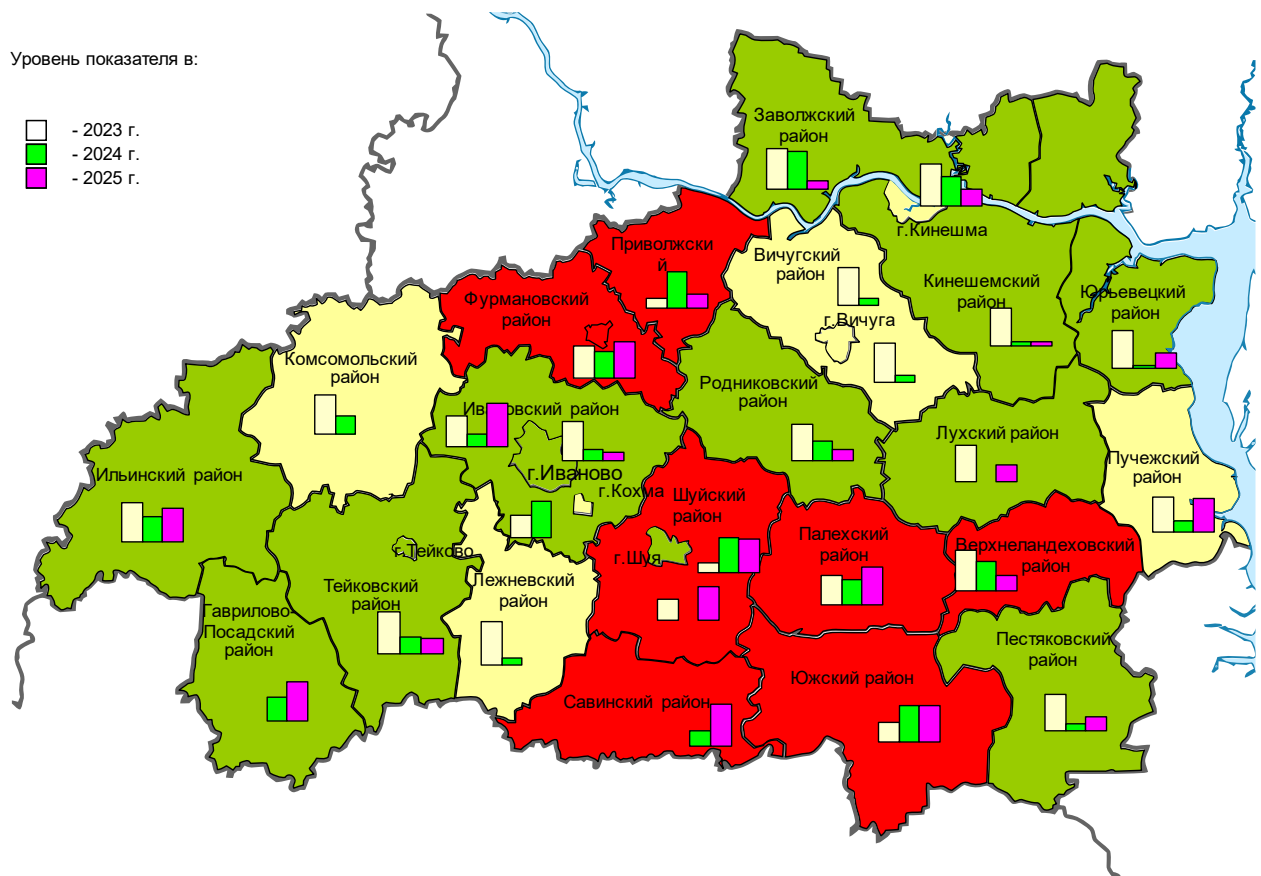 Уровень показателя в:
- 2023 г.
- 2024 г.
- 2025 г.
Заволжский
район
г.Кинешма
Приволжски
й
Вичугский
район
г.Вичуга
Кинешемский
район
Юрьевецкий
район
Фурмановский
район
Комсомольский
район
Родниковский
район
Ивановский район
г.Иваново
г.Кохма
Лухский район
Пучежский
район
Ильинский район
Шуйский
район
г.Шуя
Палехский
район
Верхнеландеховский
район
г.Тейково
Тейковский
район
Лежневский
район
Гаврилово-
Посадский
район
Пестяковский
район
Савинский район
Южский район